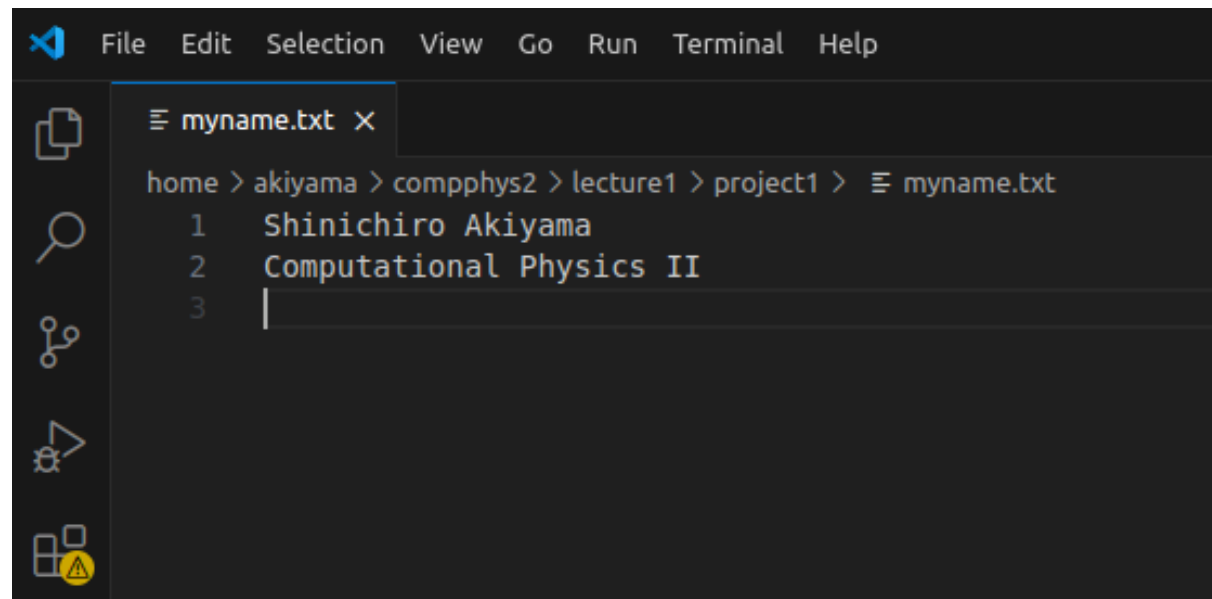 File Edit Selection View Go Run Terminal Help
myname.txt ×
home > akiyama > compphys2 > lecture1 > project1 > myname.txt
1 Shinichiro Akiyama
2 Computational Physics II
3